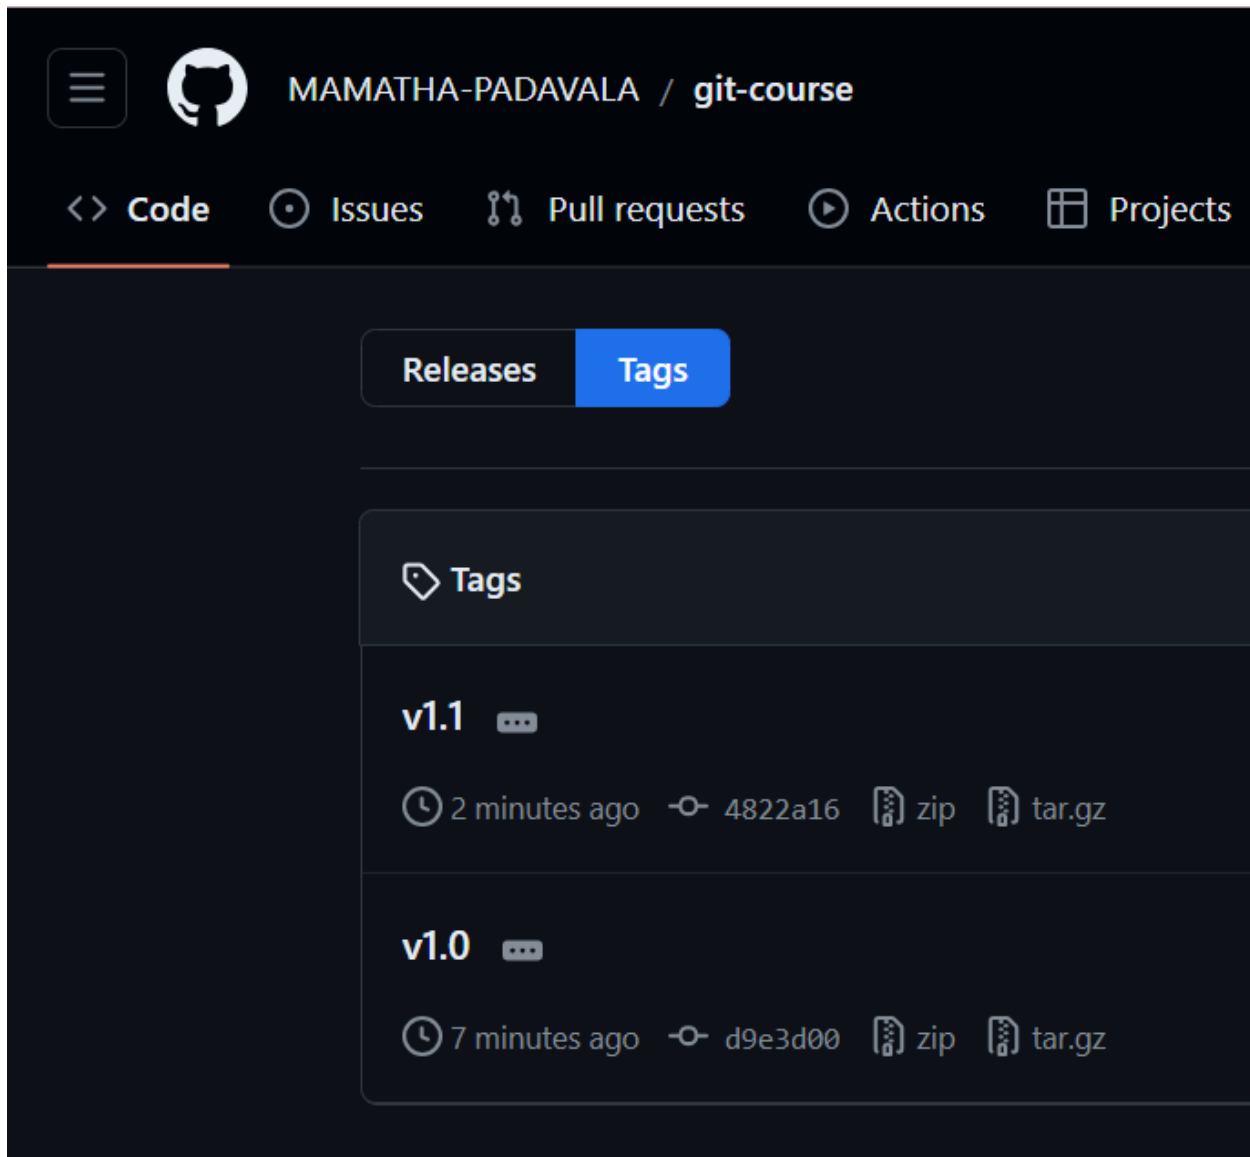 MAMATHA-PADAVALA / git-course
Code Issues Pull requests Actions Projects
Releases Tags
Tags
v1.1
2 minutes ago 4822a16 zip tar.gz
v1.0
7 minutes ago d9e3d00 zip tar.gz